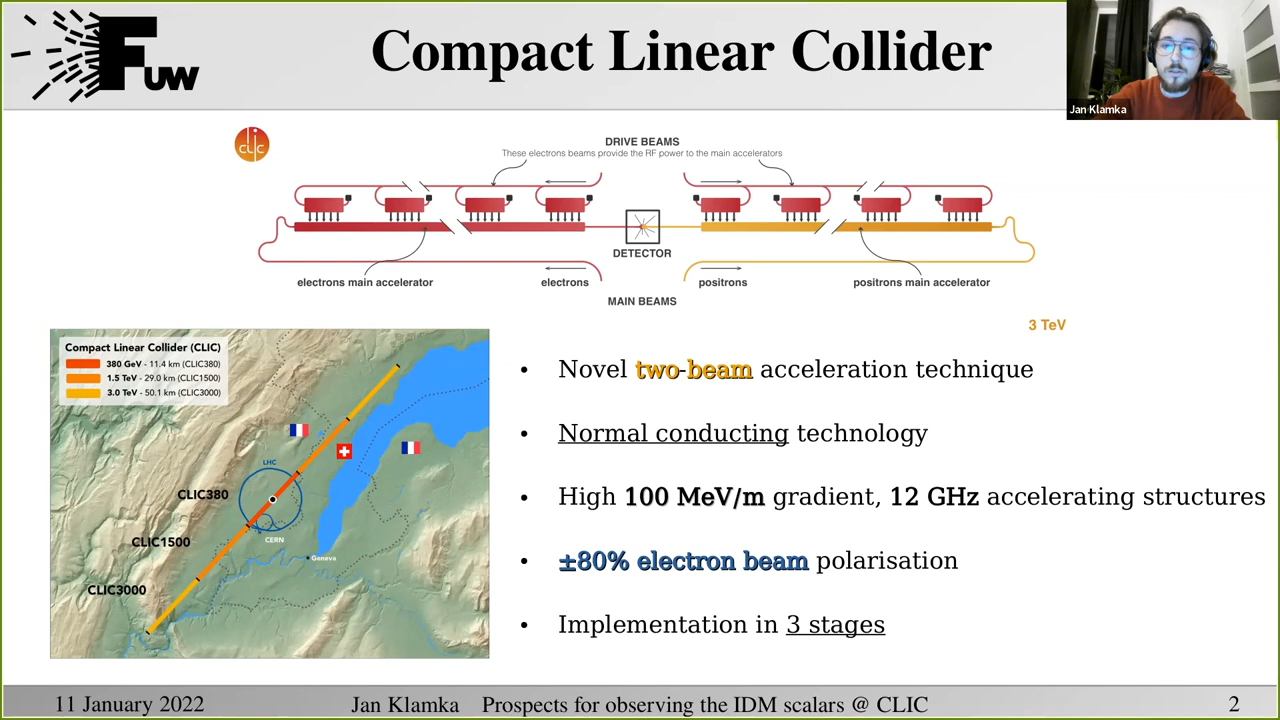 FUW
Compact Linear Collider
Jan Klamka
clic
DRIVE BEAMS
These electrons beams provide the RF power to the main accelerators
DETECTOR
electrons main accelerator
electrons
positrons
positrons main accelerator
MAIN BEAMS
3 TeV
Compact Linear Collider (CLIC)
380 GeV - 11.4 km (CLIC380)
1.5 TeV - 29.0 km (CLIC1500)
3.0 TeV - 50.1 km (CLIC3000)
LHC
CLIC380
CERN
CLIC1500
Geneva
CLIC3000
• Novel two-beam acceleration technique
• Normal conducting technology
• High 100 MeV/m gradient, 12 GHz accelerating structures
• ±80% electron beam polarisation
• Implementation in 3 stages
11 January 2022 Jan Klamka Prospects for observing the IDM scalars @ CLIC 2